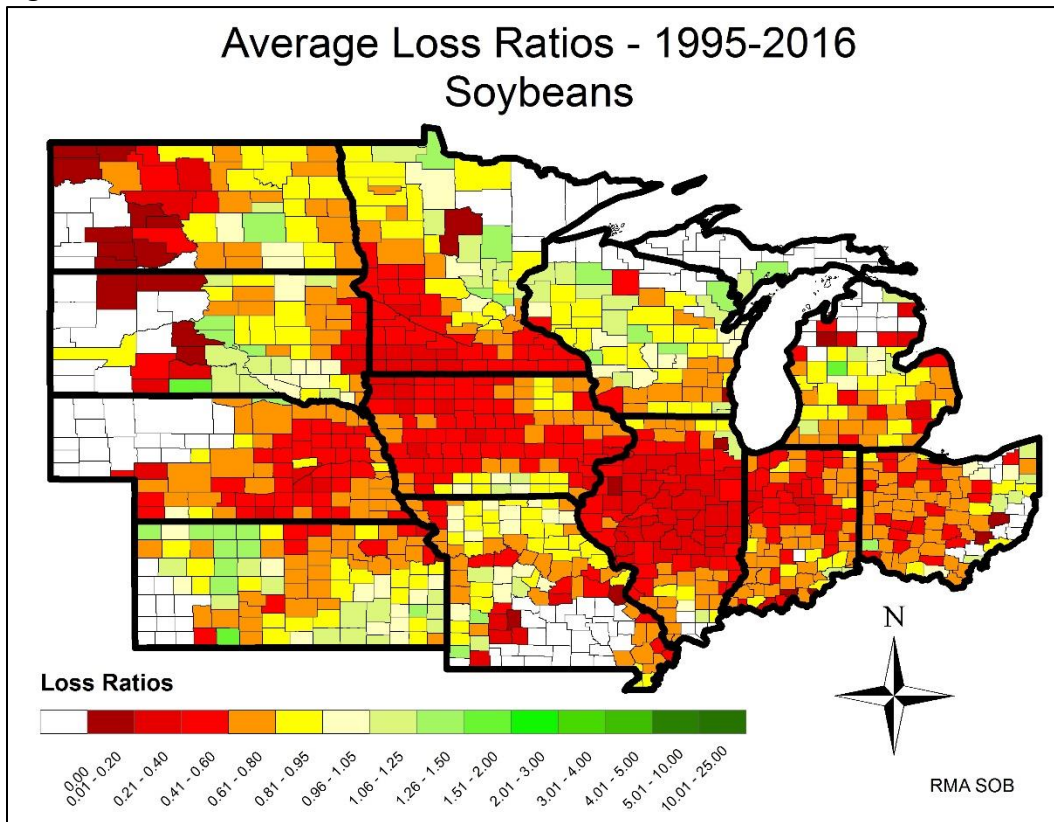 Average Loss Ratios - 1995-2016
Soybeans
N
Loss Ratios
0.00
0.01 - 0.20
0.21 - 0.40
0.41 - 0.60
0.61 - 0.80
0.81 - 0.95
0.96 - 1.05
1.06 - 1.25
1.26 - 1.50
1.51 - 2.00
2.01 - 3.00
3.01 - 4.00
4.01 - 5.00
5.01 - 10.00
10.01 - 25.00
RMA SOB